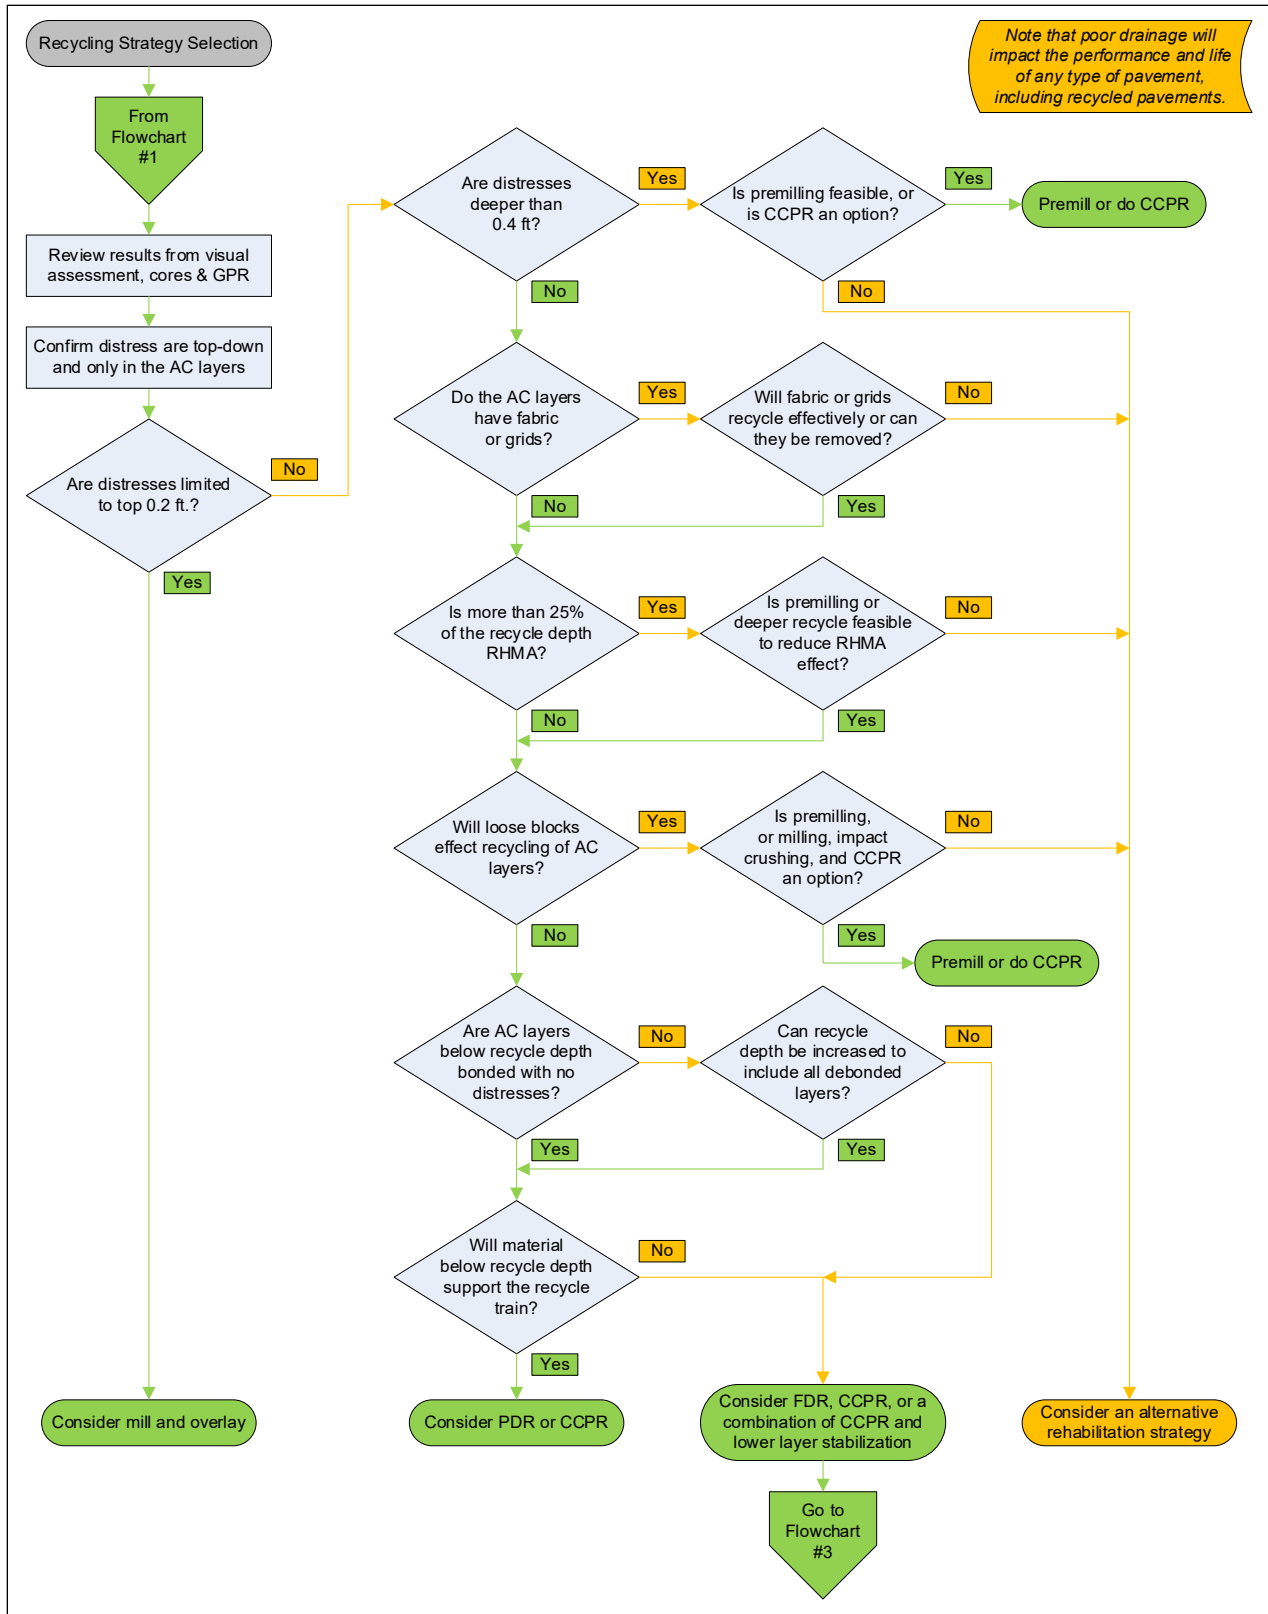 Recycling Strategy Selection
Note that poor drainage will
impact the performance and life
of any type of pavement,
including recycled pavements.
From
Flowchart
#1
Review results from visual
assessment, cores & GPR
Confirm distress are top-down
and only in the AC layers
Are distresses limited
to top 0.2 ft.?
No
Yes
Are distresses
deeper than
0.4 ft?
Yes
No
Is premilling feasible, or
is CCPR an option?
Yes
No
Premill or do CCPR
Do the AC layers
have fabric
or grids?
Yes
No
Will fabric or grids
recycle effectively or can
they be removed?
No
Yes
Is more than 25%
of the recycle depth
RHMA?
Yes
No
Is premilling or
deeper recycle feasible
to reduce RHMA
effect?
No
Yes
Will loose blocks
effect recycling of AC
layers?
Yes
No
Is premilling,
or milling, impact
crushing, and CCPR
an option?
No
Yes
Premill or do CCPR
Are AC layers
below recycle depth
bonded with no
distresses?
No
Yes
Can recycle
depth be increased to
include all debonded
layers?
No
Yes
Will material
below recycle depth
support the recycle
train?
No
Yes
Consider mill and overlay
Consider PDR or CCPR
Consider FDR, CCPR, or a
combination of CCPR and
lower layer stabilization
Consider an alternative
rehabilitation strategy
Go to
Flowchart
#3